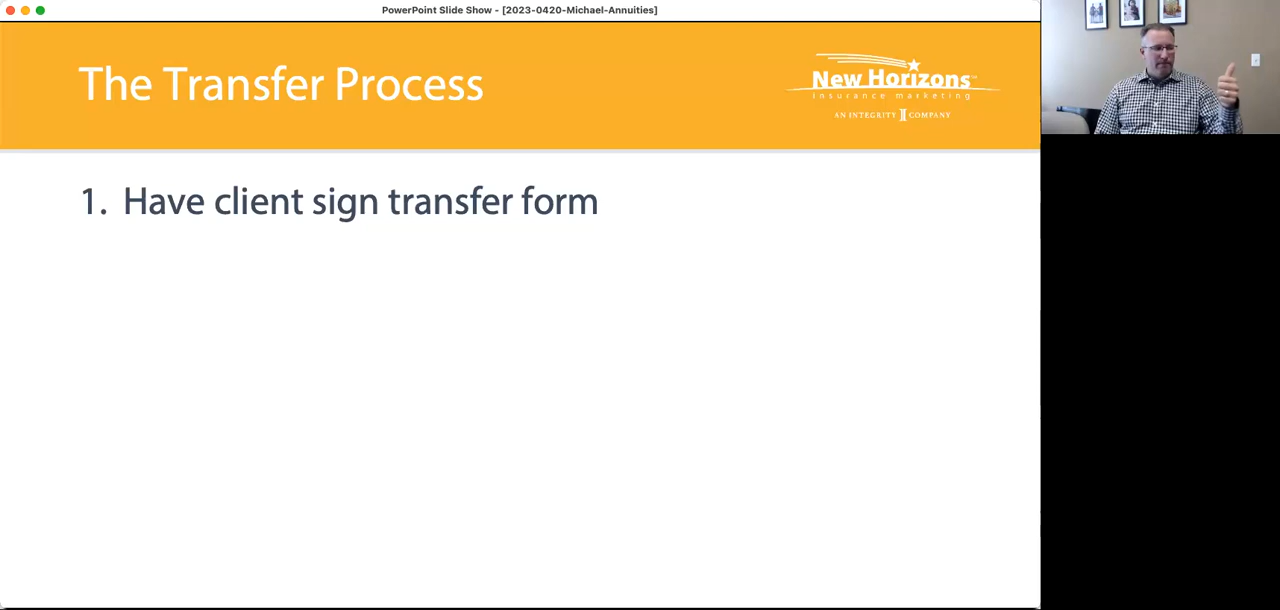 PowerPoint Slide Show - [2023-0420-Michael-Annuities]
The Transfer Process
New Horizons™
insurance marketing
AN INTEGRITY COMPANY
1. Have client sign transfer form